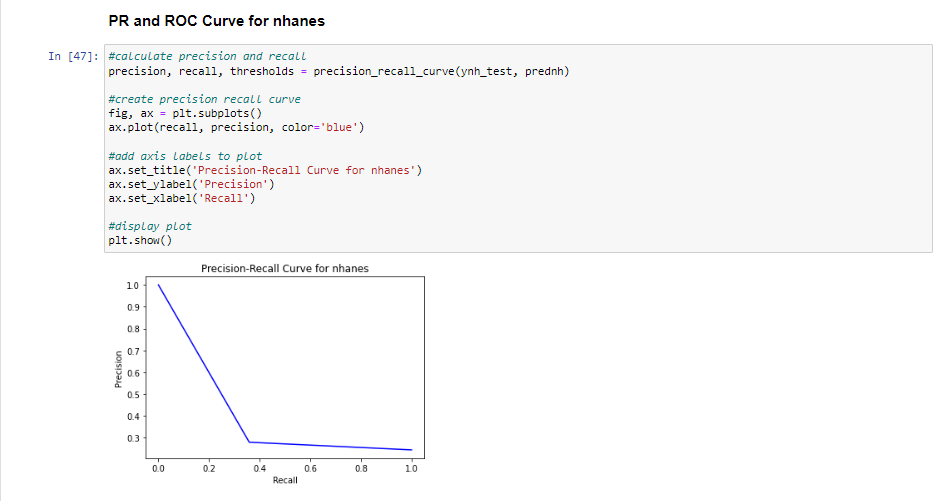 PR and ROC Curve for nhanes
In [47]: #calculate precision and recall
precision, recall, thresholds = precision_recall_curve(ynh_test, prednh)
#create precision recall curve
fig, ax = plt.subplots()
ax.plot(recall, precision, color='blue')
#add axis labels to plot
ax.set_title('Precision-Recall Curve for nhanes')
ax.set_ylabel('Precision')
ax.set_xlabel('Recall')
#display plot
plt.show()
Precision-Recall Curve for nhanes
1.0
0.9
0.8
0.7
0.6
0.5
0.4
0.3
Precision
0.0 0.2 0.4 0.6 0.8 1.0
Recall